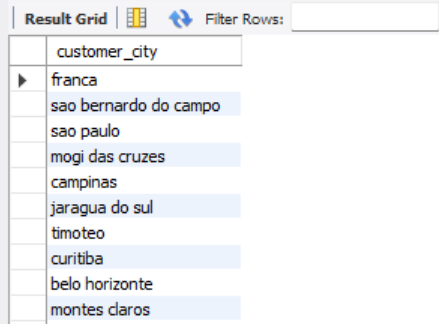 Result Grid Filter Rows:
customer_city
franca
sao bernardo do campo
sao paulo
mogi das cruzes
campinas
jaragua do sul
timoteo
curitiba
belo horizonte
montes claros